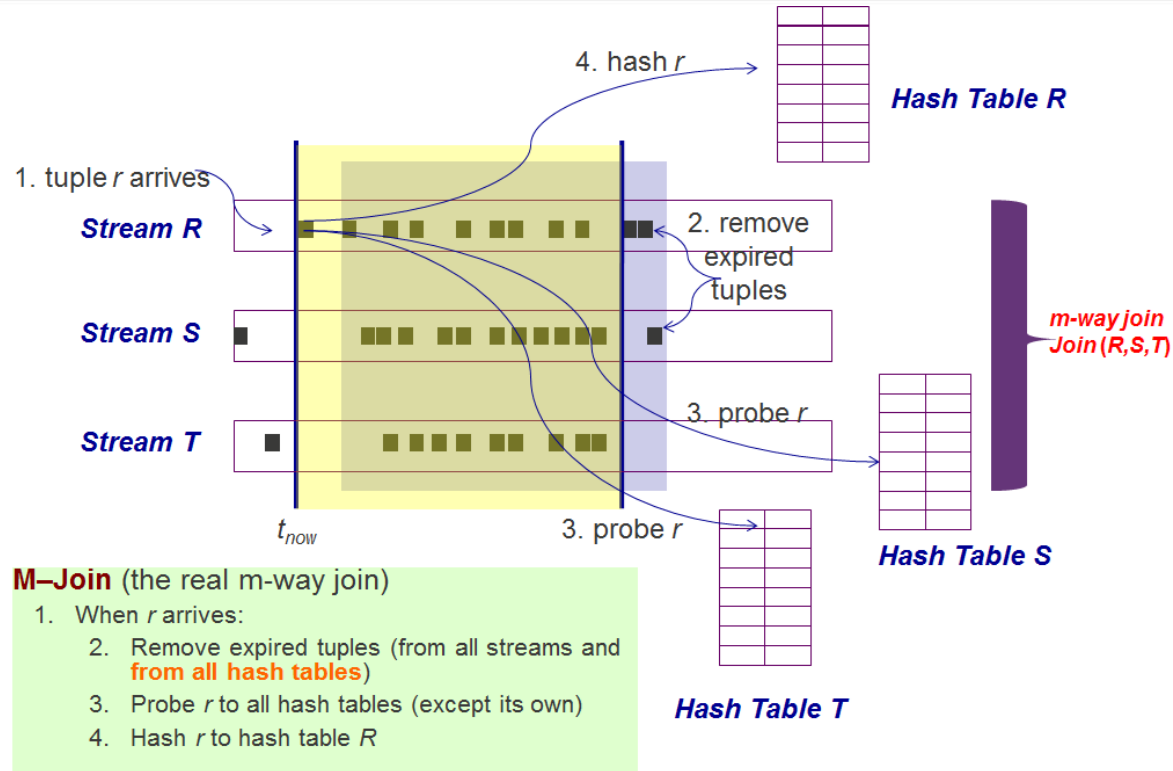 4. hash r
Hash Table R
1. tuple r arrives
Stream R
2. remove
expired
tuples
Stream S
m-way join
Join (R,S,T)
Stream T
3. probe r
t_now
3. probe r
Hash Table S
M–Join (the real m-way join)
1. When r arrives:
2. Remove expired tuples (from all streams and
from all hash tables)
3. Probe r to all hash tables (except its own)
4. Hash r to hash table R
Hash Table T